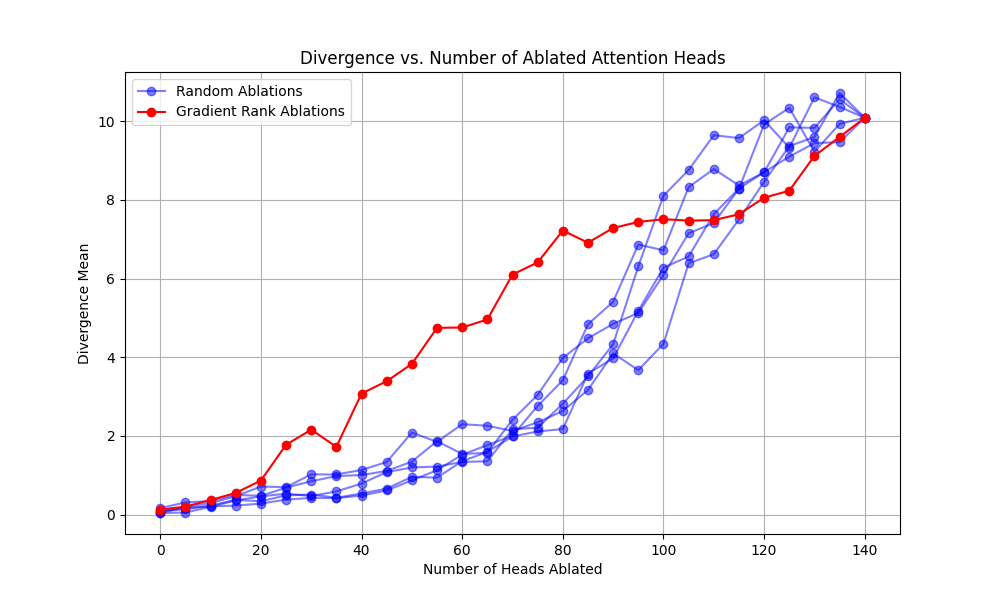 Divergence vs. Number of Ablated Attention Heads
Random Ablations
Gradient Rank Ablations
Divergence Mean
10
8
6
4
2
0
0 20 40 60 80 100 120 140
Number of Heads Ablated